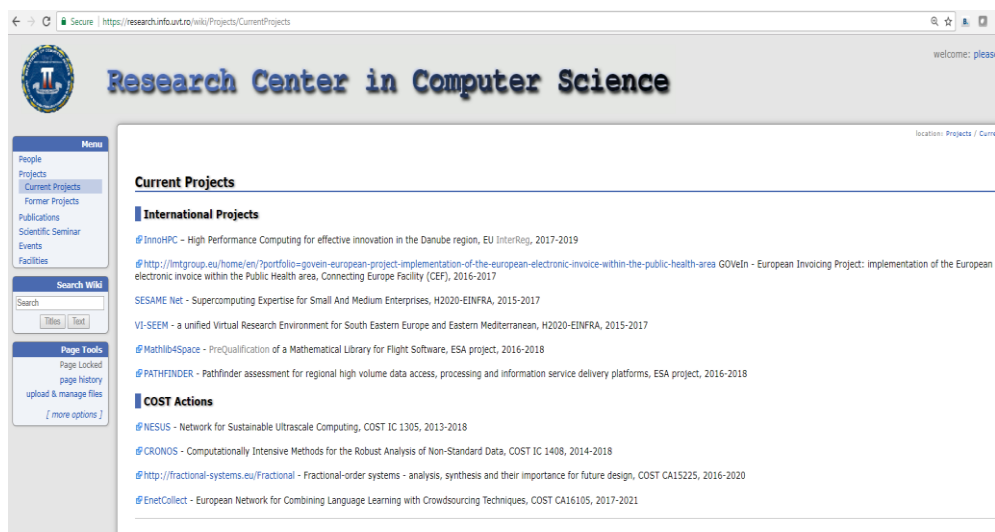 Secure | https://research.info.uvt.ro/wiki/Projects/CurrentProjects
welcome: please
Research Center in Computer Science
location: Projects / Curre
Menu
People
Projects
Current Projects
Former Projects
Publications
Scientific Seminar
Events
Facilities
Search Wiki
Search
Titles Text
Page Tools
Page Locked
page history
upload & manage files
[ more options ]
Current Projects
International Projects
InnoHPC – High Performance Computing for effective innovation in the Danube region, EU InterReg, 2017-2019
http://lmtgroup.eu/home/en/?portfolio=govein-european-project-implementation-of-the-european-electronic-invoice-within-the-public-health-area GOVeIn - European Invoicing Project: implementation of the European
electronic invoice within the Public Health area, Connecting Europe Facility (CEF), 2016-2017
SESAME Net - Supercomputing Expertise for Small And Medium Enterprises, H2020-EINFRA, 2015-2017
VI-SEEM - a unified Virtual Research Environment for South Eastern Europe and Eastern Mediterranean, H2020-EINFRA, 2015-2017
Mathlib4Space - PreQualification of a Mathematical Library for Flight Software, ESA project, 2016-2018
PATHFINDER - Pathfinder assessment for regional high volume data access, processing and information service delivery platforms, ESA project, 2016-2018
COST Actions
NESUS - Network for Sustainable Ultrascale Computing, COST IC 1305, 2013-2018
CRONOS - Computationally Intensive Methods for the Robust Analysis of Non-Standard Data, COST IC 1408, 2014-2018
http://fractional-systems.eu/Fractional - Fractional-order systems - analysis, synthesis and their importance for future design, COST CA15225, 2016-2020
EnetCollect - European Network for Combining Language Learning with Crowdsourcing Techniques, COST CA16105, 2017-2021